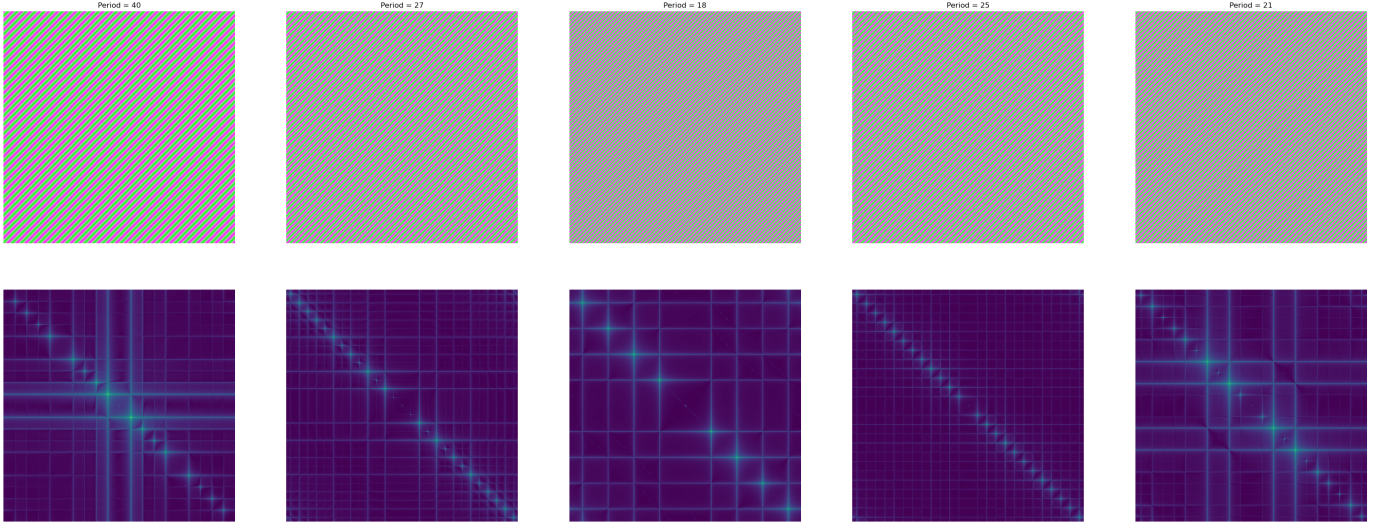 Period = 40
Period = 27
Period = 18
Period = 25
Period = 21